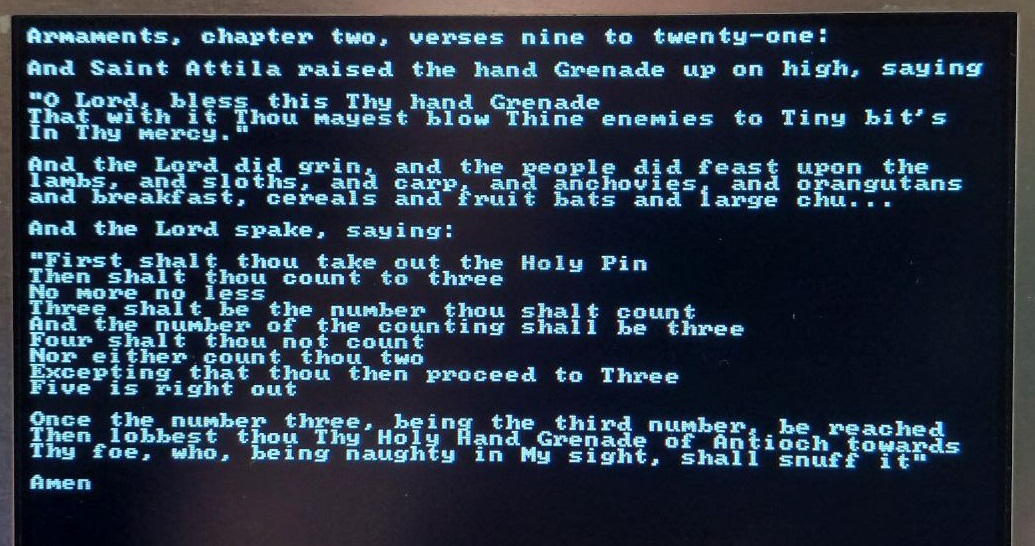 Armaments, chapter two, verses nine to twenty-one:
And Saint Attila raised the hand Grenade up on high, saying
"O Lord, bless this Thy hand Grenade
That with it Thou mayest blow Thine enemies to Tiny bit's
In Thy mercy."
And the Lord did grin, and the people did feast upon the
lambs, and sloths, and carp, and anchovies, and orangutans
and breakfast, cereals and fruit bats and large chu...
And the Lord spake, saying:
"First shalt thou take out the Holy Pin
Then shalt thou count to three
No more no less
Three shalt be the number thou shalt count
And the number of the counting shall be three
Four shalt thou not count
Nor either count thou two
Excepting that thou then proceed to Three
Five is right out
Once the number three, being the third number, be reached
Then lobbest thou Thy Holy Hand Grenade of Antioch towards
Thy foe, who, being naughty in My sight, shall snuff it"
Amen